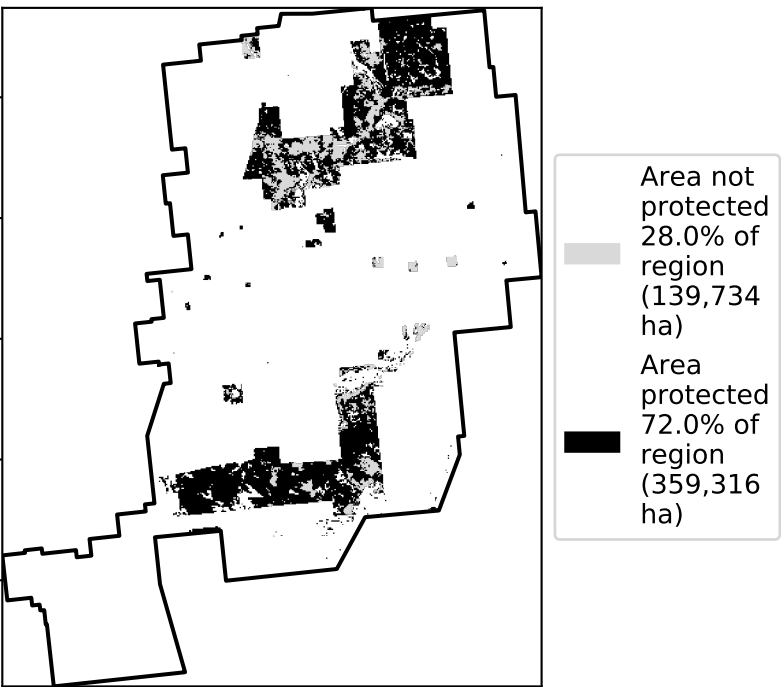 Area not
protected
28.0% of
region
(139,734
ha)
Area
protected
72.0% of
region
(359,316
ha)